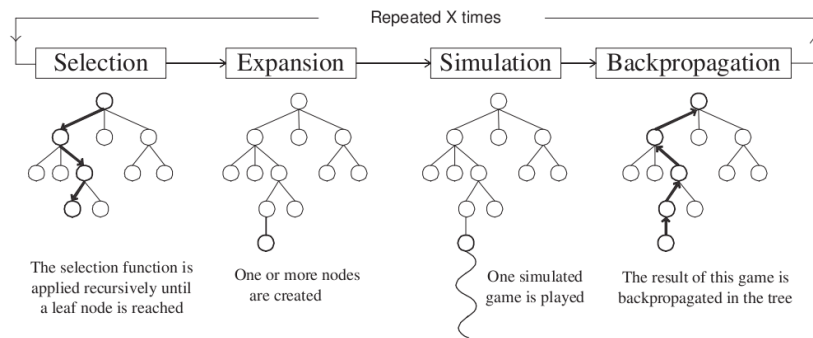 Repeated X times
Selection
Expansion
Simulation
Backpropagation
The selection function is
applied recursively until
a leaf node is reached
One or more nodes
are created
One simulated
game is played
The result of this game is
backpropagated in the tree